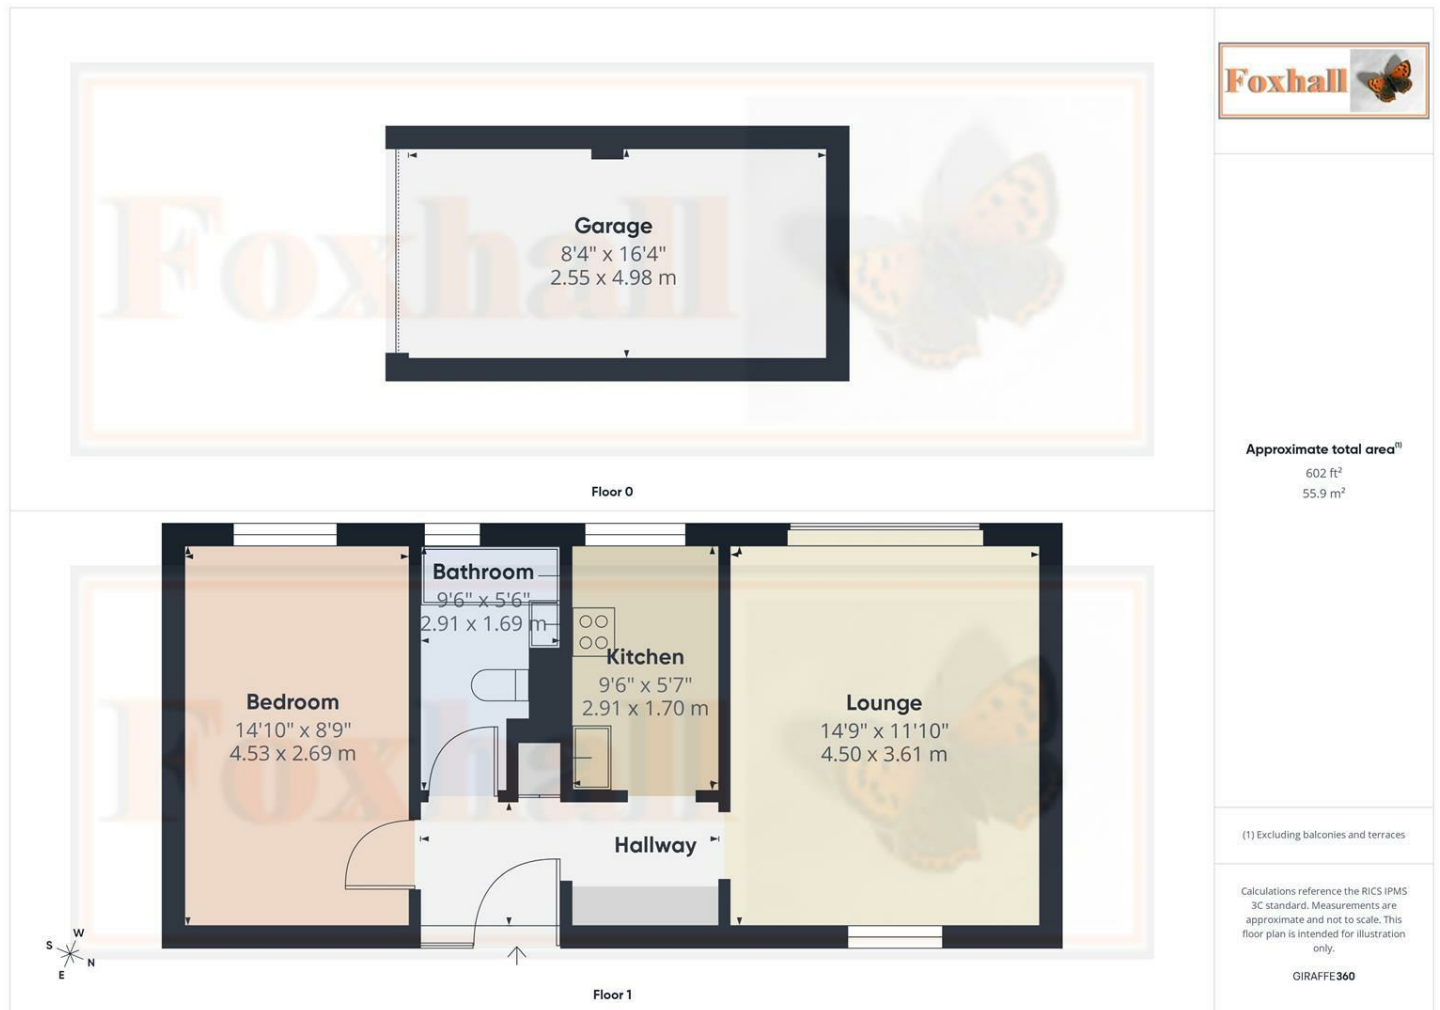 Foxhall
Foxhall
Garage
8'4" x 16'4"
2.55 x 4.98 m
Floor 0
Approximate total area(1)
602 ft²
55.9 m²
Foxhall
Bedroom
14'10" x 8'9"
4.53 x 2.69 m
Bathroom
9'6" x 5'6"
2.91 x 1.69 m
Kitchen
9'6" x 5'7"
2.91 x 1.70 m
Lounge
14'9" x 11'10"
4.50 x 3.61 m
Hallway
W
S
N
E
Floor 1
(1) Excluding balconies and terraces
Calculations reference the RICS IPMS
3C standard. Measurements are
approximate and not to scale. This
floor plan is intended for illustration
only.
GIRAFFE360